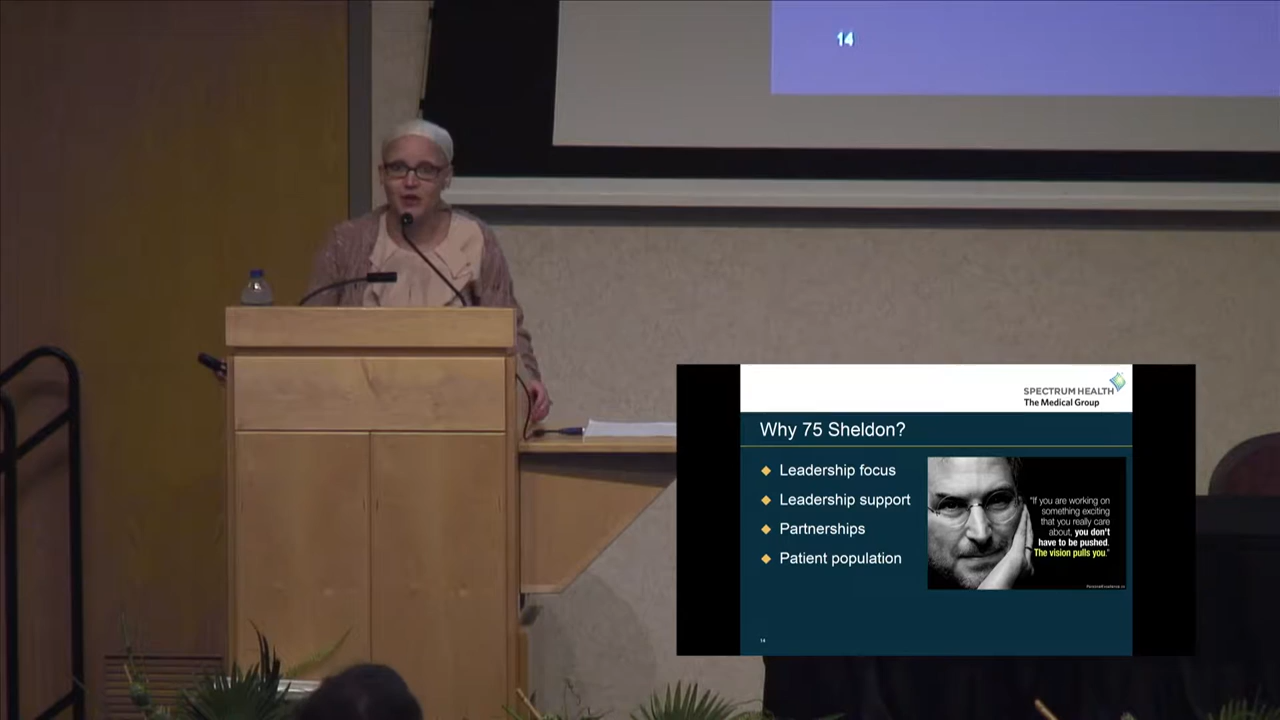 14
SPECTRUM HEALTH
The Medical Group
Why 75 Sheldon?
Leadership focus
Leadership support
Partnerships
Patient population
"If you are working on
something exciting
that you really care
about, you don't
have to be pushed.
The vision pulls you."
14